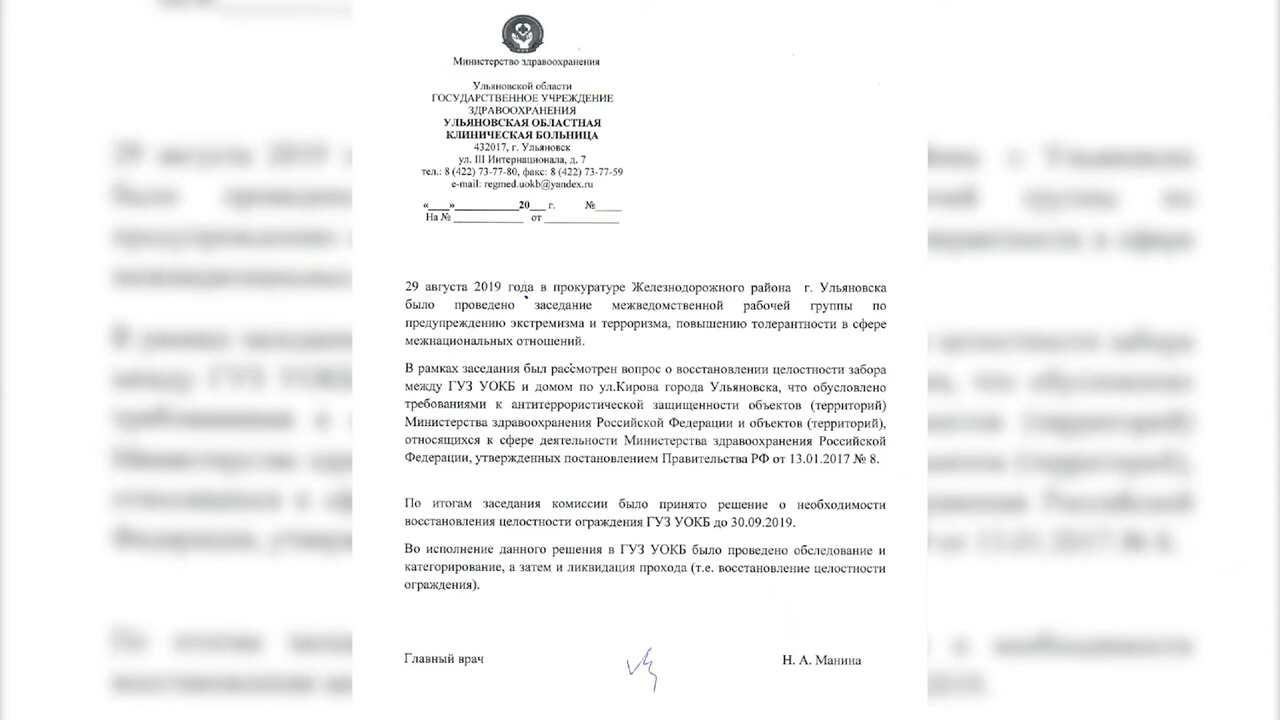 Министерство здравоохранения
Ульяновской области
ГОСУДАРСТВЕННОЕ УЧРЕЖДЕНИЕ
ЗДРАВООХРАНЕНИЯ
УЛЬЯНОВСКАЯ ОБЛАСТНАЯ
КЛИНИЧЕСКАЯ БОЛЬНИЦА
432017, г. Ульяновск
ул. III Интернационала, д. 7
тел.: 8 (422) 73-77-80, факс: 8 (422) 73-77-59
e-mail: regmed.uokb@yandex.ru
«____»____________20___ г. №_____
На № _____________ от ______________
29 августа 2019 года в прокуратуре Железнодорожного района г. Ульяновска
было проведено заседание межведомственной рабочей группы по
предупреждению экстремизма и терроризма, повышению толерантности в сфере
межнациональных отношений.
В рамках заседания был рассмотрен вопрос о восстановлении целостности забора
между ГУЗ УОКБ и домом по ул.Кирова города Ульяновска, что обусловлено
требованиями к антитеррористической защищенности объектов (территорий)
Министерства здравоохранения Российской Федерации и объектов (территорий),
относящихся к сфере деятельности Министерства здравоохранения Российской
Федерации, утвержденных постановлением Правительства РФ от 13.01.2017 № 8.
По итогам заседания комиссии было принято решение о необходимости
восстановления целостности ограждения ГУЗ УОКБ до 30.09.2019.
Во исполнение данного решения в ГУЗ УОКБ было проведено обследование и
категорирование, а затем и ликвидация прохода (т.е. восстановление целостности
ограждения).
Главный врач Н. А. Манина